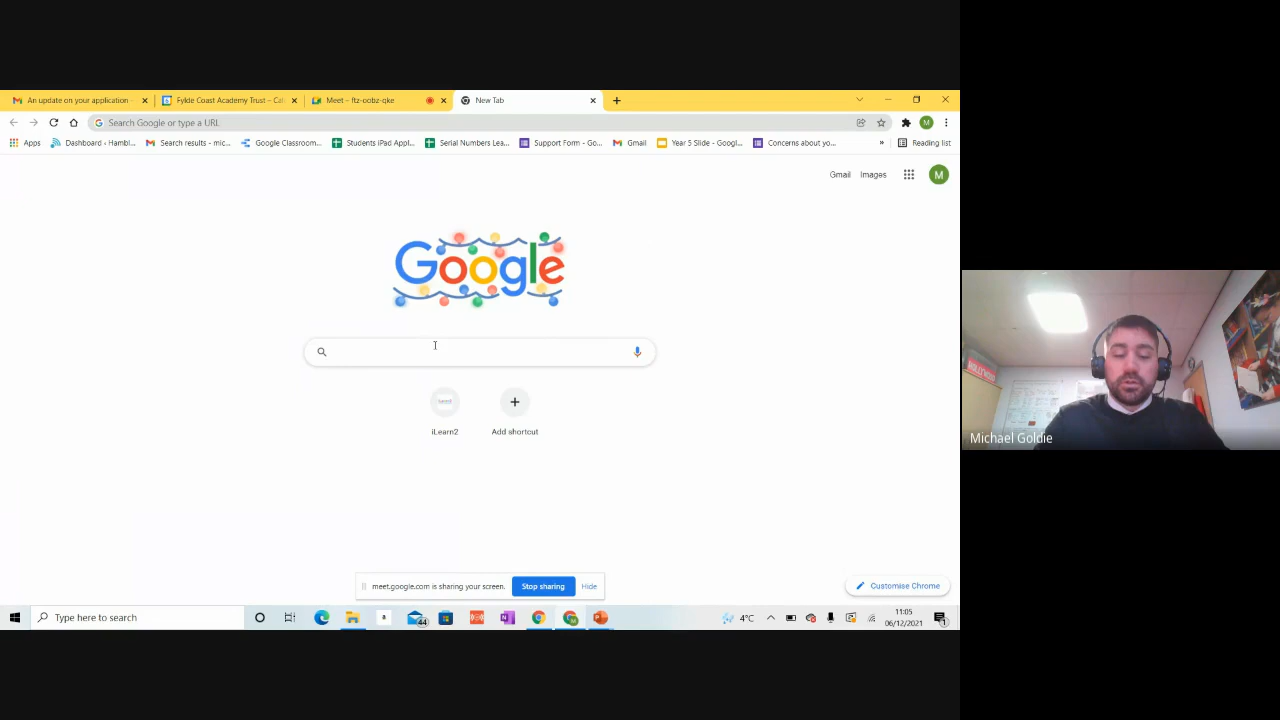 An update on your application -
Fylde Coast Academy Trust – Cal
Meet – ftz-oobz-qke
New Tab
Search Google or type a URL
Apps
Dashboard - Hambl...
Search results - mic...
Google Classroom...
Students iPad Appl...
Serial Numbers Lea...
Support Form - Go...
Gmail
Year 5 Slide - Googl...
Concerns about yo...
»
Reading list
M
Gmail
Images
M
Google
HOLLYWOOD
iLearn2
Add shortcut
Michael Goldie
meet.google.com is sharing your screen.
Stop sharing
Hide
Customise Chrome
Type here to search
a
44
4°C
11:05
06/12/2021
1